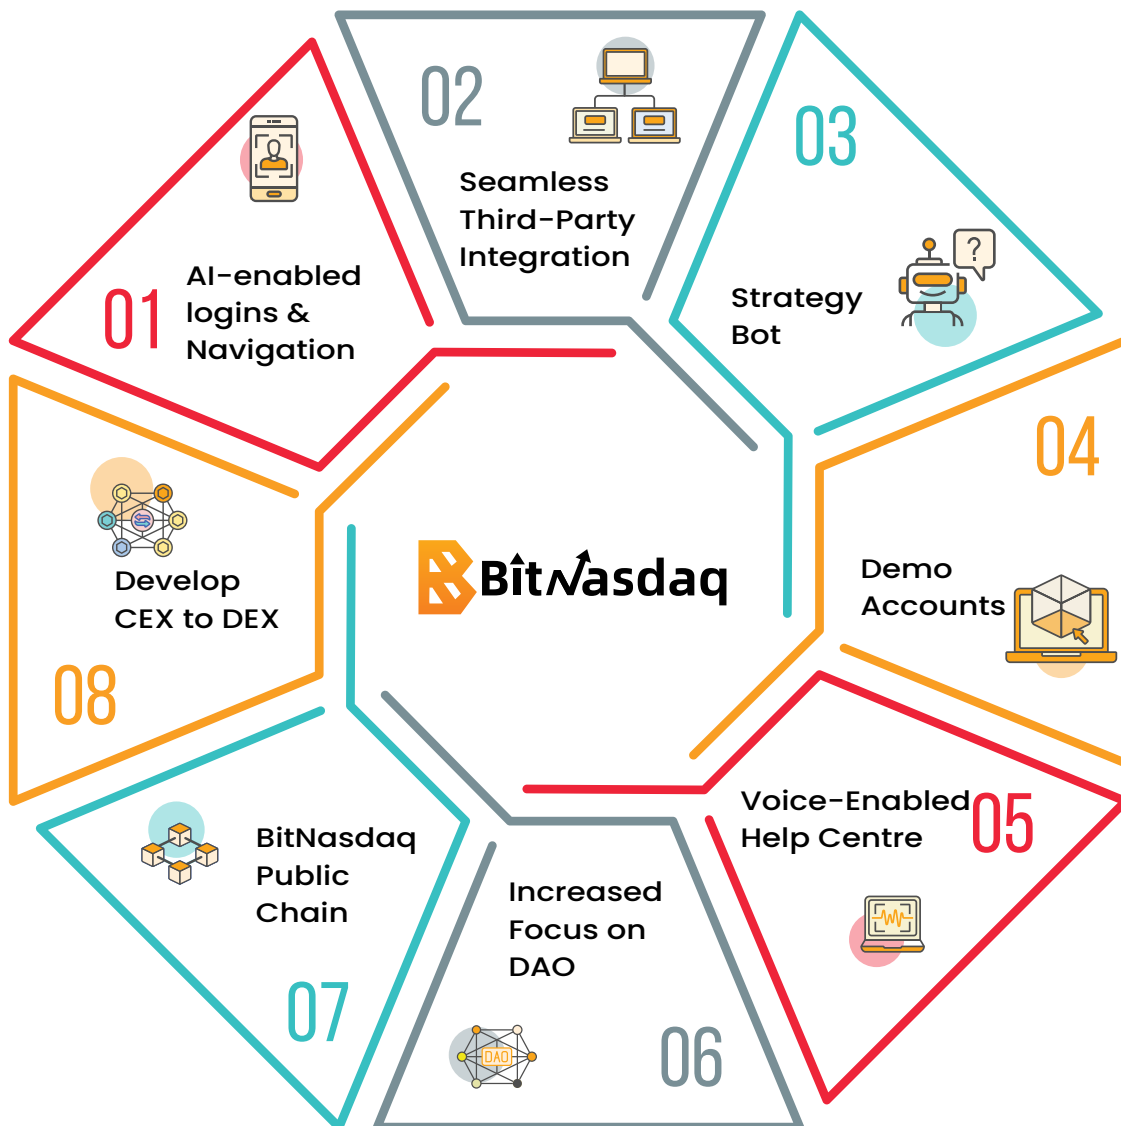 01
AI-enabled
logins &
Navigation
02
Seamless
Third-Party
Integration
03
?
Strategy
Bot
04
Demo
Accounts
05
Voice-Enabled
Help Centre
06
Increased
Focus on
DAO
DAO
07
BitNasdaq
Public
Chain
08
Develop
CEX to DEX
BitNasdaq